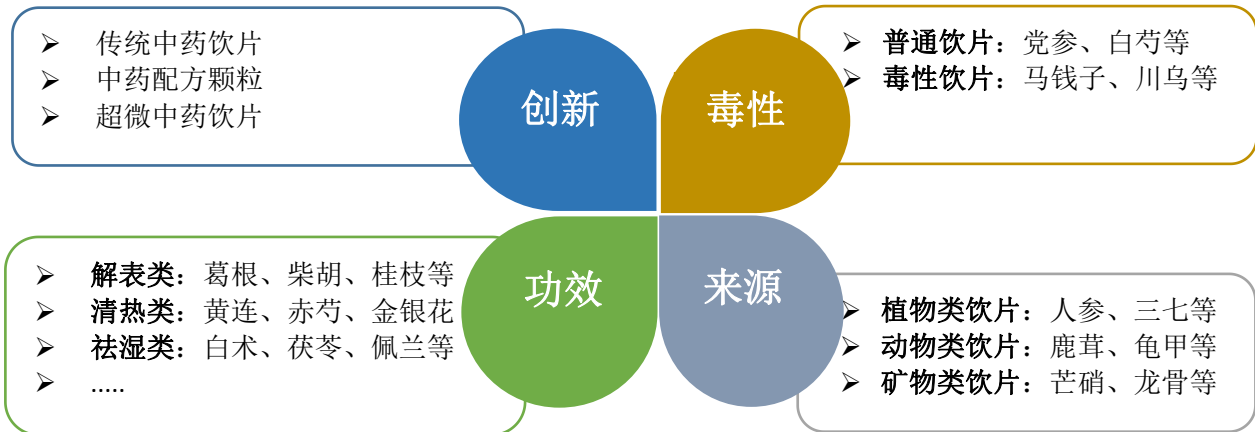 传统中药饮片
中药配方颗粒
超微中药饮片
创新
毒性
普通饮片：党参、白芍等
毒性饮片：马钱子、川乌等
解表类：葛根、柴胡、桂枝等
清热类：黄连、赤芍、金银花
祛湿类：白术、茯苓、佩兰等
.....
功效
来源
植物类饮片：人参、三七等
动物类饮片：鹿茸、龟甲等
矿物类饮片：芒硝、龙骨等